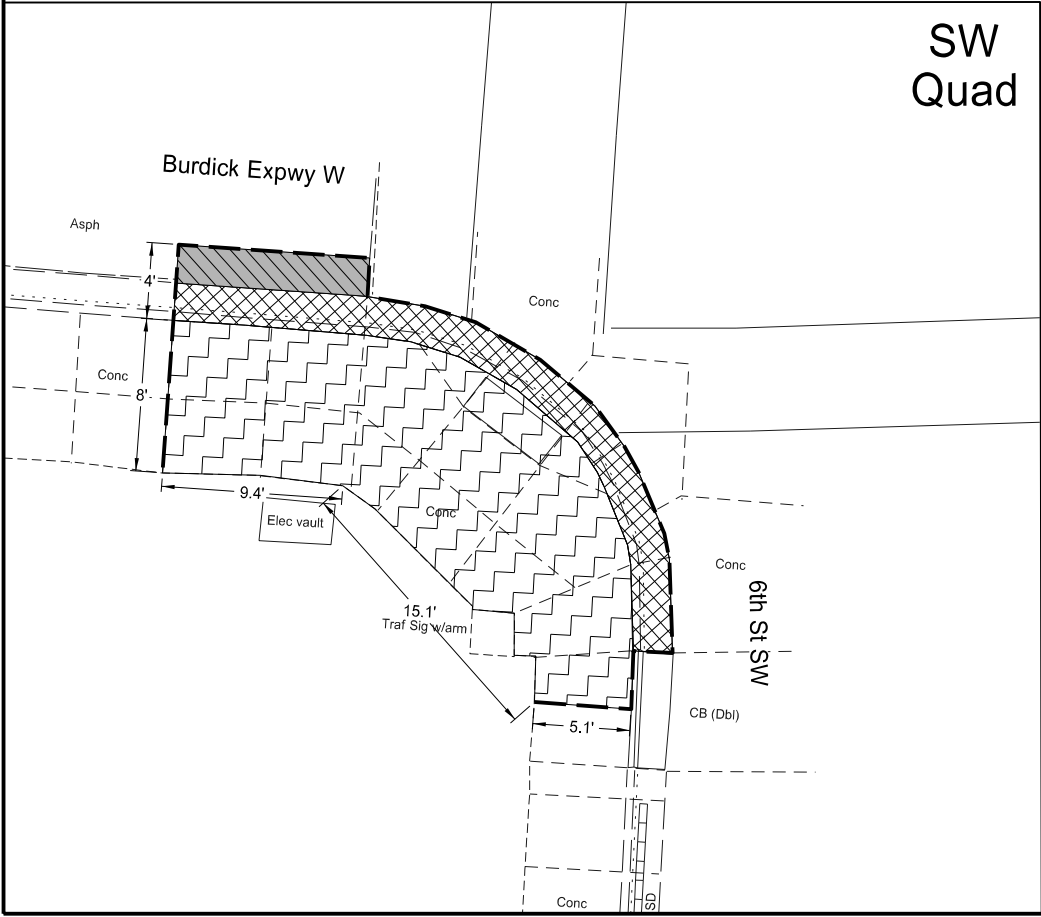 SW
Quad
Burdick Expwy W
Asph
4'
Conc
Conc
8'
9.4'
Conc
Elec vault
Conc
6th St SW
15.1'
Traf Sig w/arm
CB (Dbl)
5.1'
Conc
SD